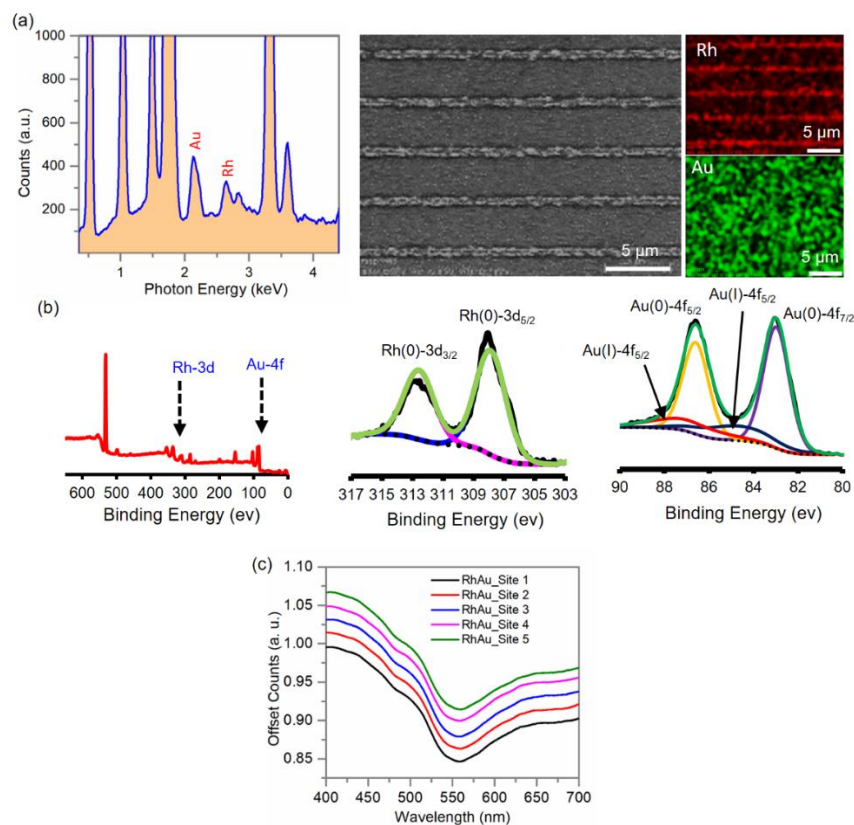 (a)
1000
800
600
400
200
Counts (a.u.)
Au
Rh
1 2 3 4
Photon Energy (keV)
5 μm
Rh
5 μm
Au
5 μm
(b)
Rh-3d
Au-4f
600 500 400 300 200 100 0
Binding Energy (ev)
Rh(0)-3d5/2
Rh(0)-3d3/2
317 315 313 311 309 307 305 303
Binding Energy (ev)
Au(I)-4f5/2
Au(0)-4f5/2
Au(0)-4f7/2
Au(I)-4f5/2
90 88 86 84 82 80
Binding Energy (ev)
(c)
1.10
1.05
1.00
0.95
0.90
0.85
Offset Counts (a. u.)
RhAu_Site 1
RhAu_Site 2
RhAu_Site 3
RhAu_Site 4
RhAu_Site 5
400 450 500 550 600 650 700
Wavelength (nm)